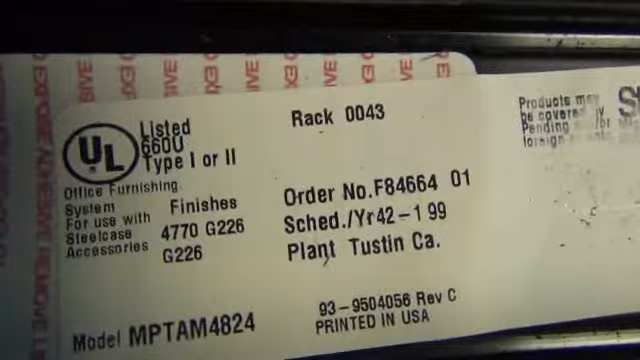 Rack 0043
UL
Listed
660U
Type I or II
Office Furnishing
System
For use with
Steelcase
Accessories
Finishes
4770 G226
G226
Order No.F84664 01
Sched./Yr42-1 99
Plant Tustin Ca.
Model MPTAM4824
93-9504056 Rev C
PRINTED IN USA
Products may
be covered
Pending
foreign